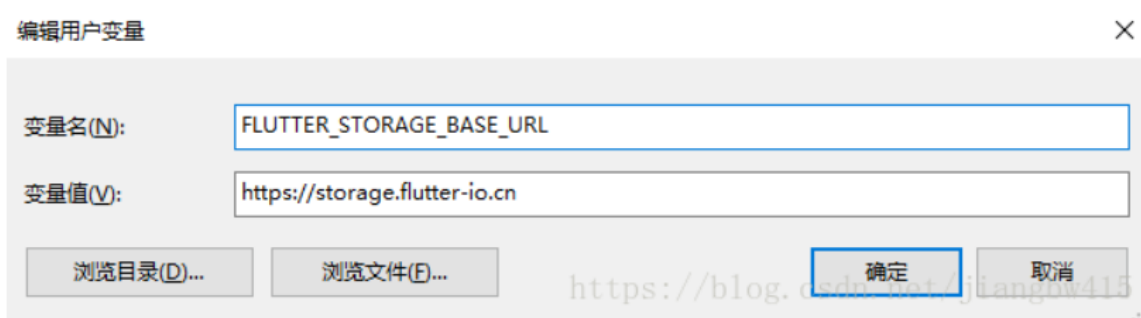 编辑用户变量
变量名(N): FLUTTER_STORAGE_BASE_URL
变量值(V): https://storage.flutter-io.cn
浏览目录(D)... 浏览文件(F)... 确定 取消
https://blog.csdn.net/jiangbw415